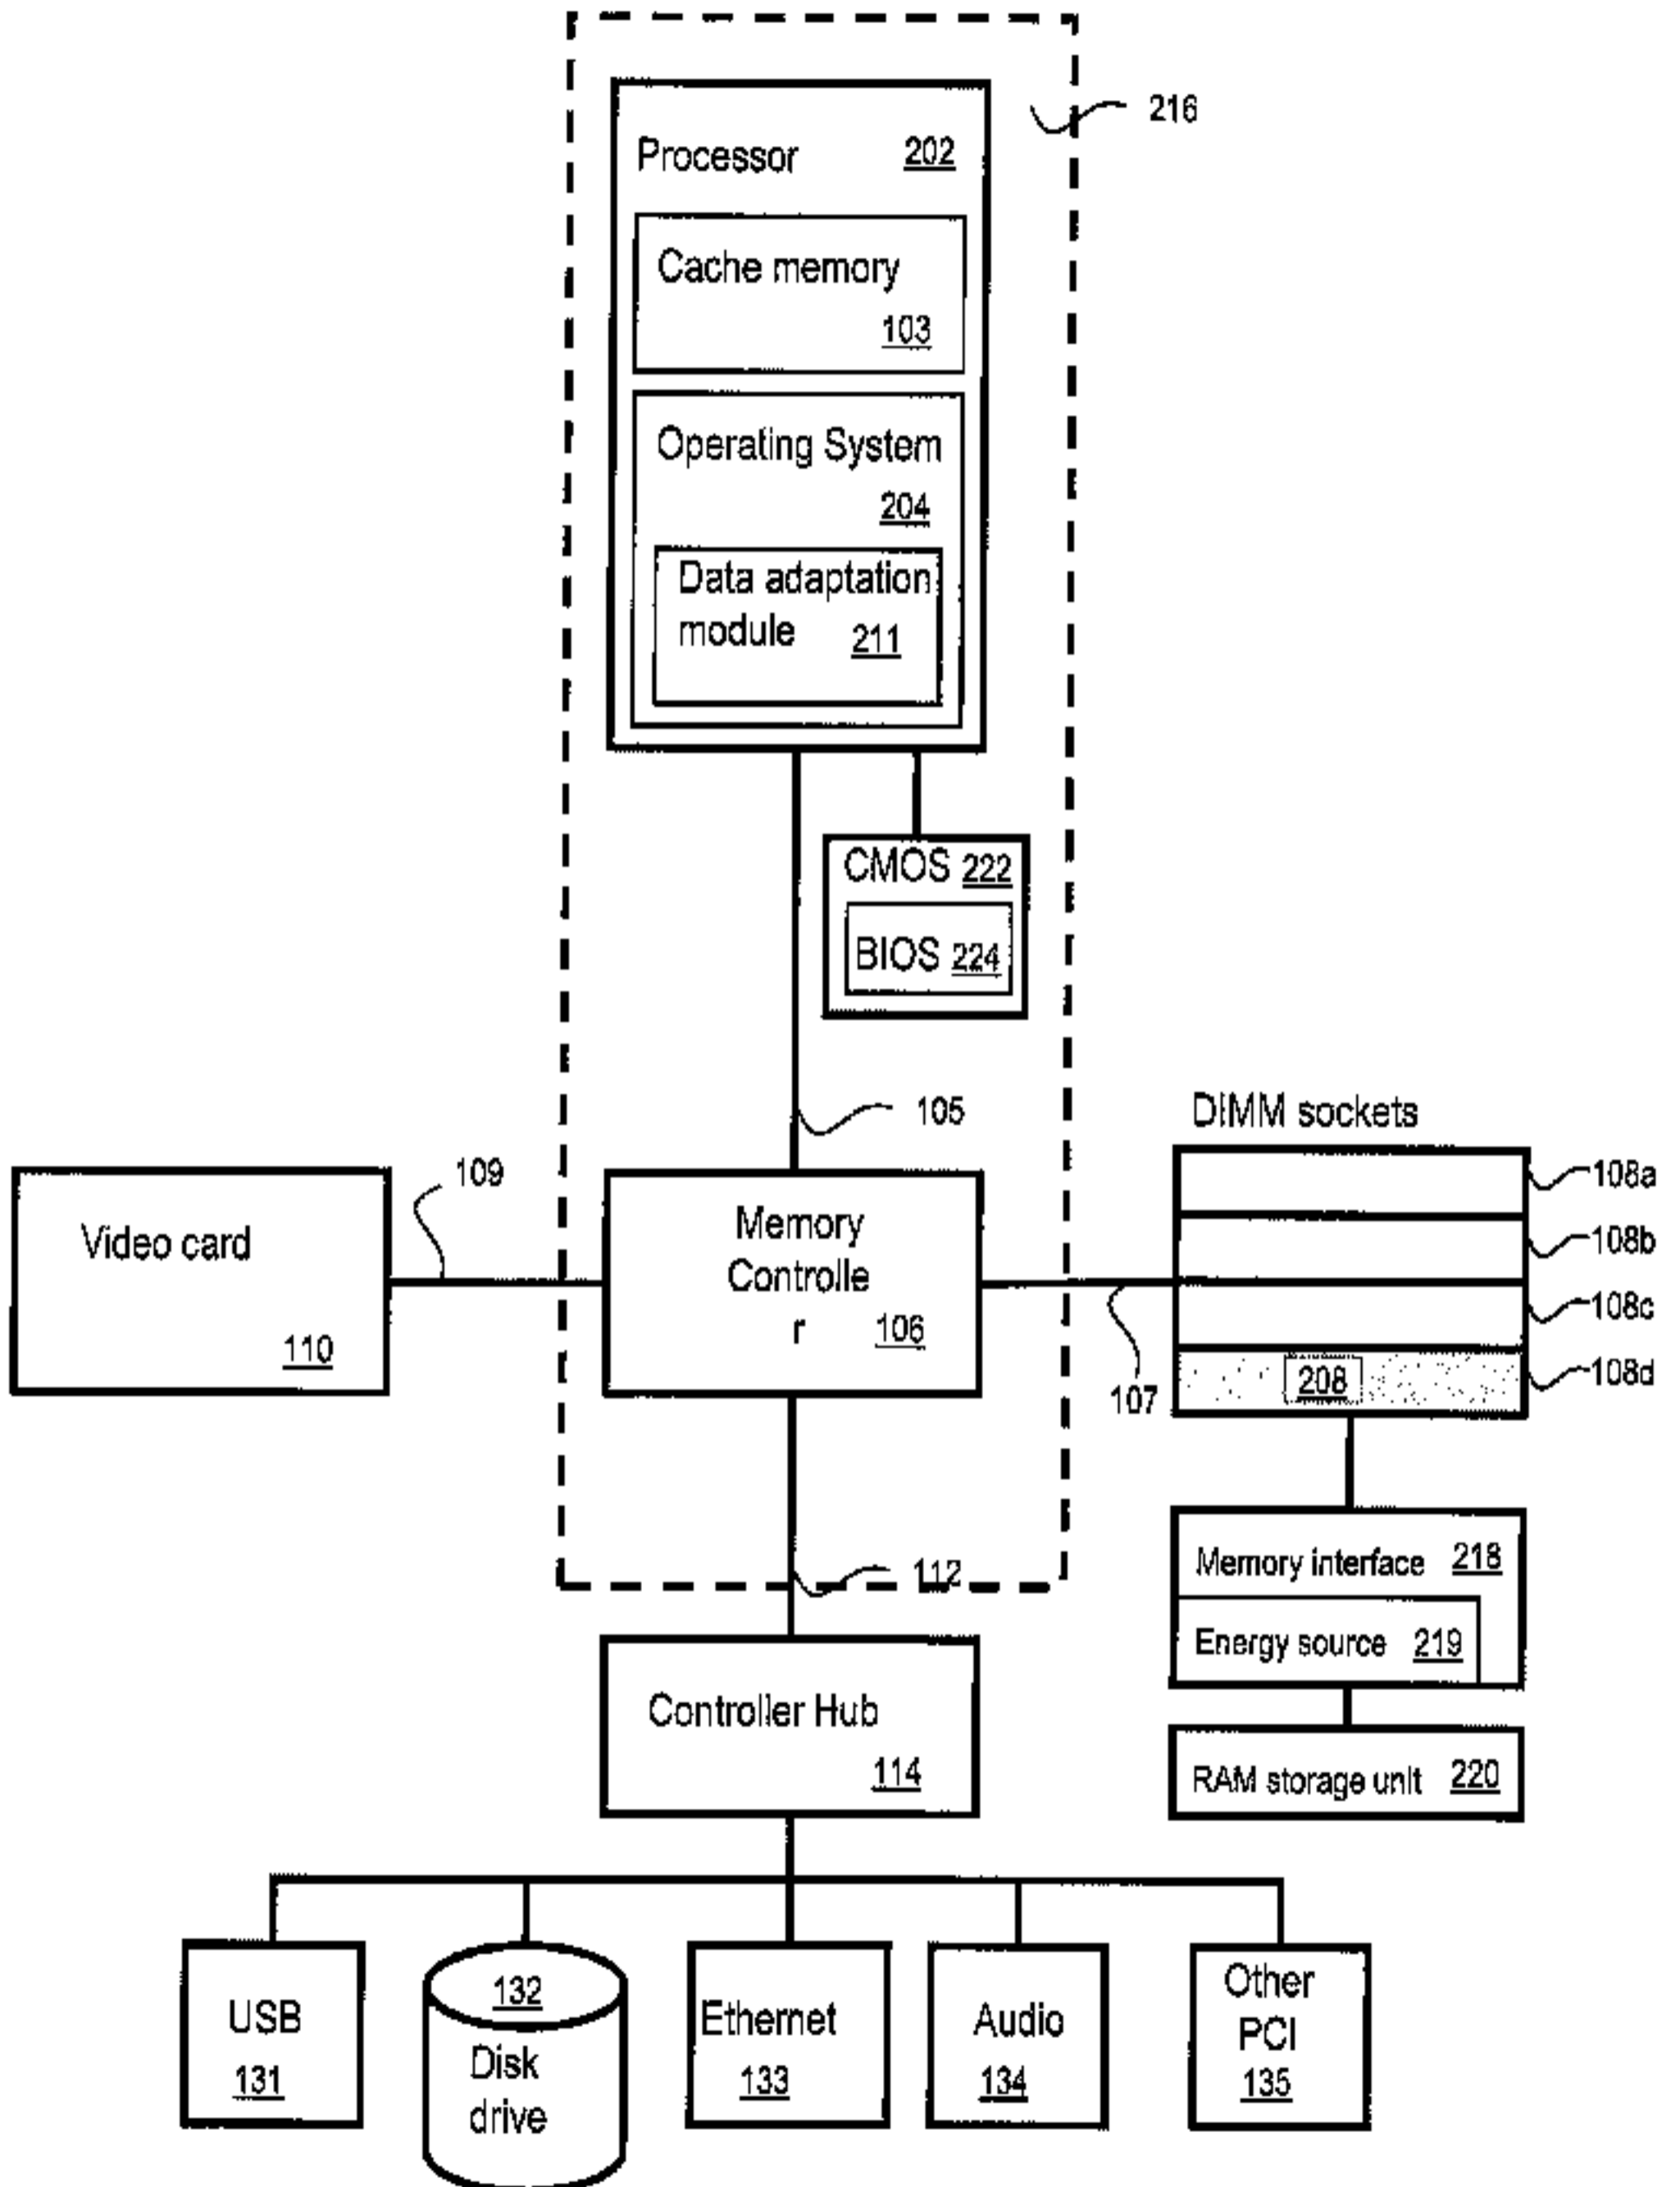 216
Processor 202
Cache memory
103
Operating System
204
Data adaptation
module 211
CMOS 222
BIOS 224
105
DIMM sockets
109
108a
Video card
110
Memory
Controlle
r 106
108b
108c
208
108d
107
112
Memory interface 218
Energy source 219
Controller Hub
114
RAM storage unit 220
USB
131
132
Disk
drive
Ethernet
133
Audio
134
Other
PCI
135